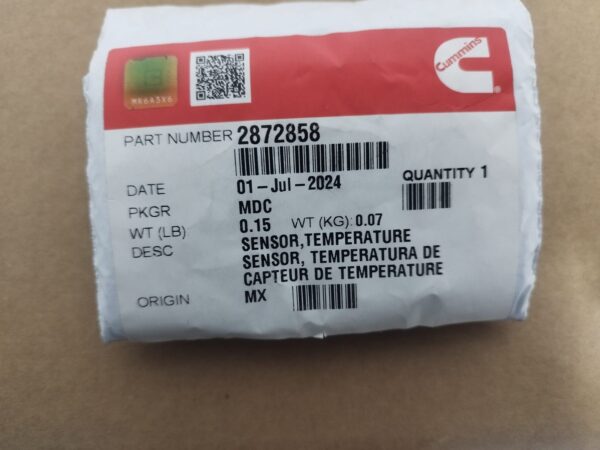 Cummins
MR6A3X6
PART NUMBER 2872858
DATE 01-Jul-2024
QUANTITY 1
PKGR MDC
WT (LB) 0.15 WT (KG): 0.07
DESC SENSOR,TEMPERATURE
SENSOR, TEMPERATURA DE
CAPTEUR DE TEMPERATURE
ORIGIN MX